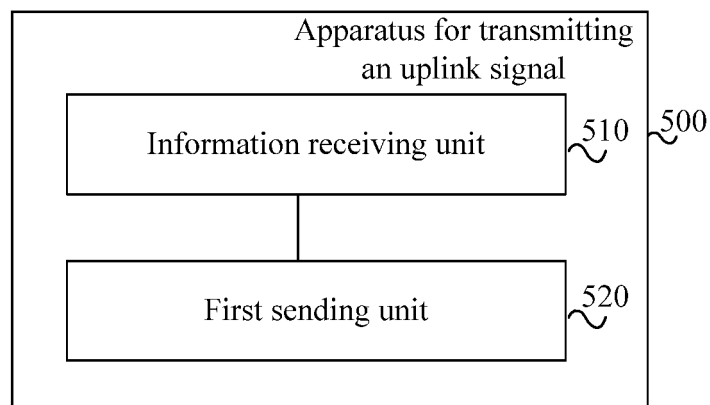 Apparatus for transmitting
an uplink signal
Information receiving unit
510
500
First sending unit
520